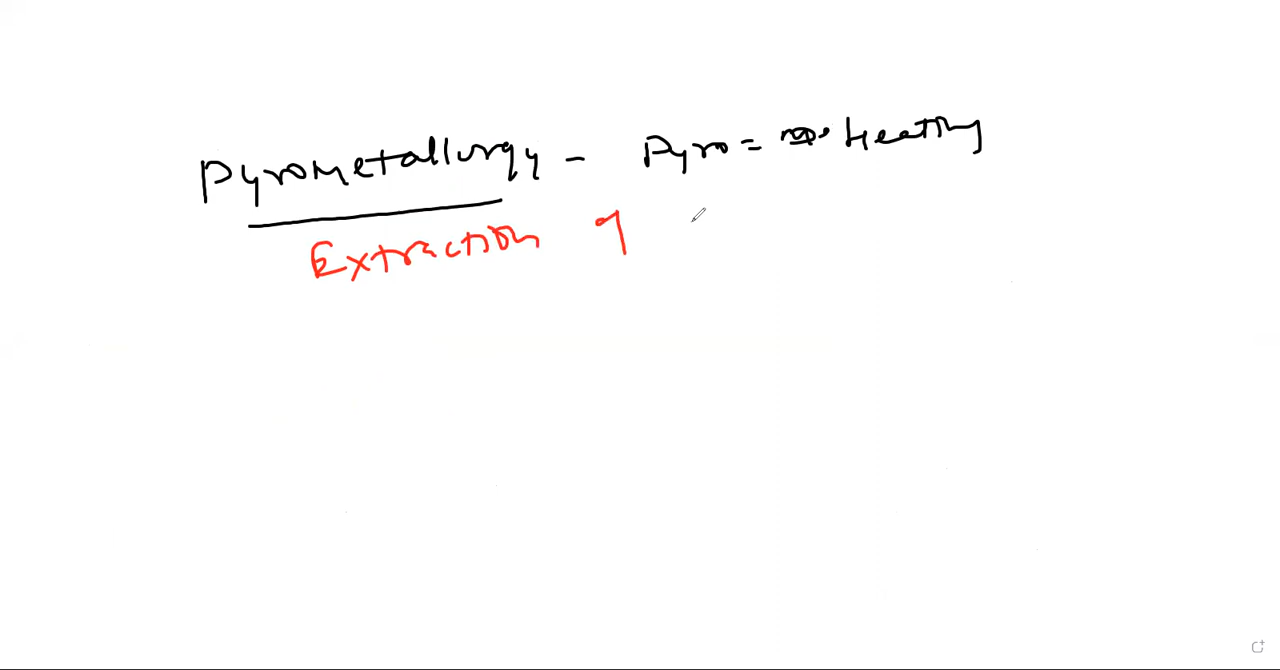 Pyrometallurgy - Pyro = Heating
Extraction of